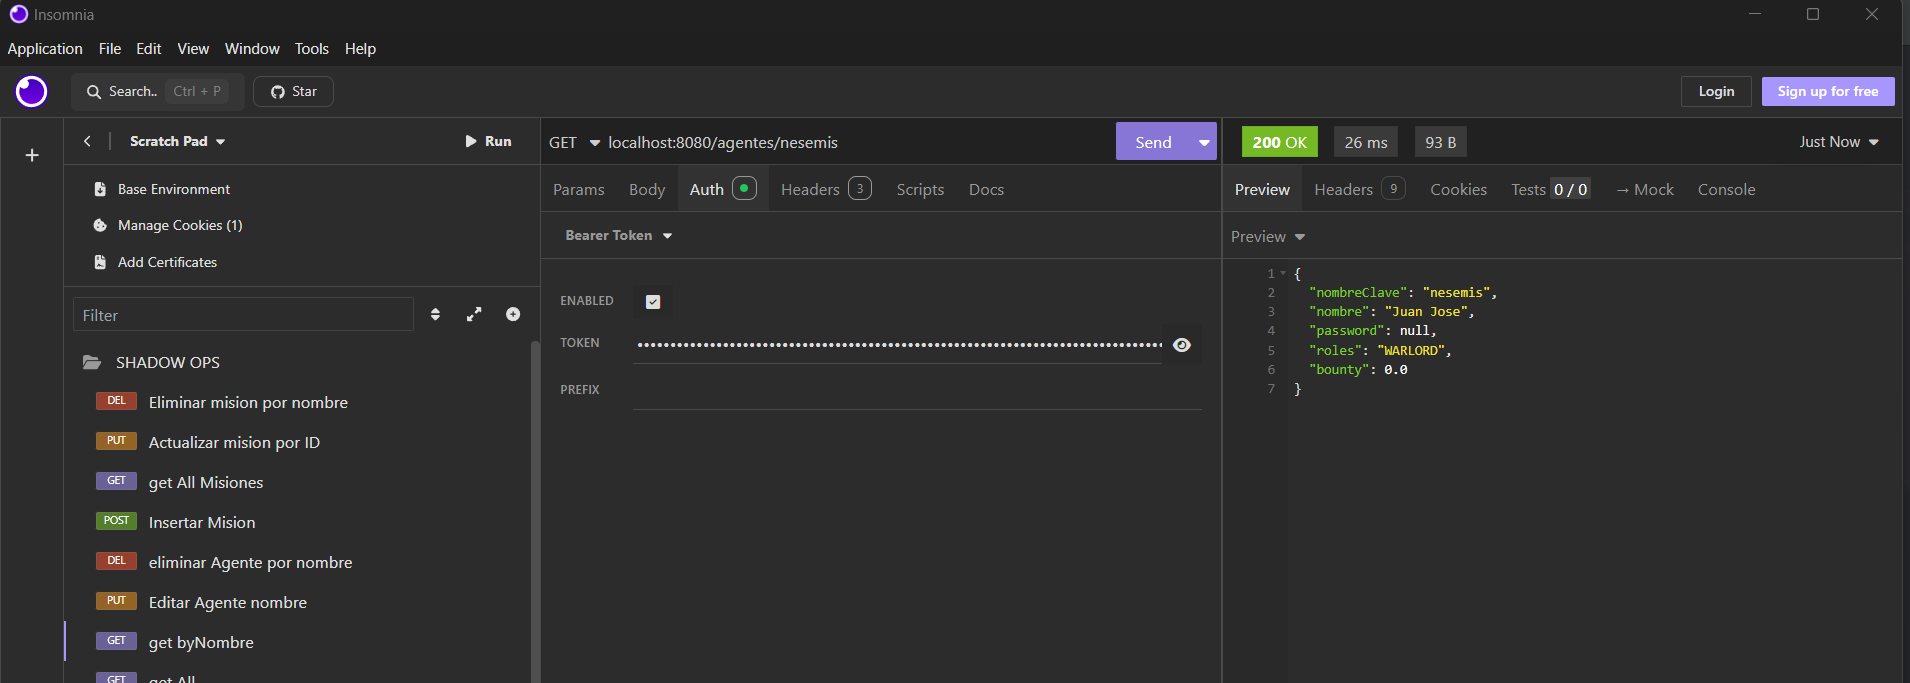 Insomnia
Application File Edit View Window Tools Help
Search.. Ctrl + P Star Login Sign up for free
Scratch Pad Run
Base Environment
Manage Cookies (1)
Add Certificates
Filter
SHADOW OPS
DEL Eliminar mision por nombre
PUT Actualizar mision por ID
GET get All Misiones
POST Insertar Mision
DEL eliminar Agente por nombre
PUT Editar Agente nombre
GET get byNombre
GET get All
GET localhost:8080/agentes/nesemis Send
Params Body Auth Headers 3 Scripts Docs
Bearer Token
ENABLED
TOKEN
PREFIX
200 OK 26 ms 93 B Just Now
Preview Headers 9 Cookies Tests 0 / 0 → Mock Console
Preview
1 {
2 "nombreClave": "nesemis",
3 "nombre": "Juan Jose",
4 "password": null,
5 "roles": "WARLORD",
6 "bounty": 0.0
7 }